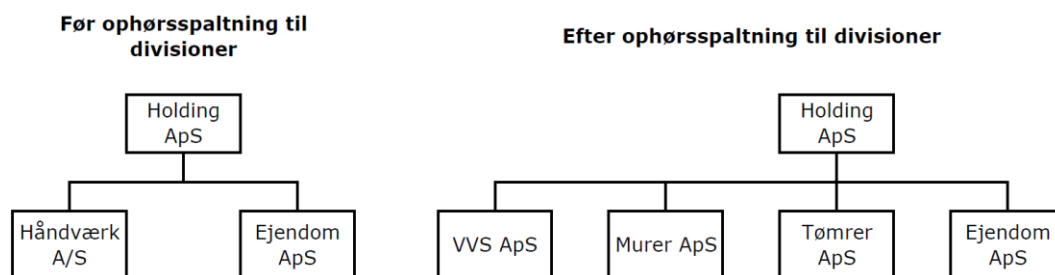 Før ophørsspaltning til
divisioner
Holding
ApS
Håndværk
A/S
Ejendom
ApS
Efter ophørsspaltning til divisioner
Holding
ApS
VVS ApS
Murer ApS
Tømrer
ApS
Ejendom
ApS